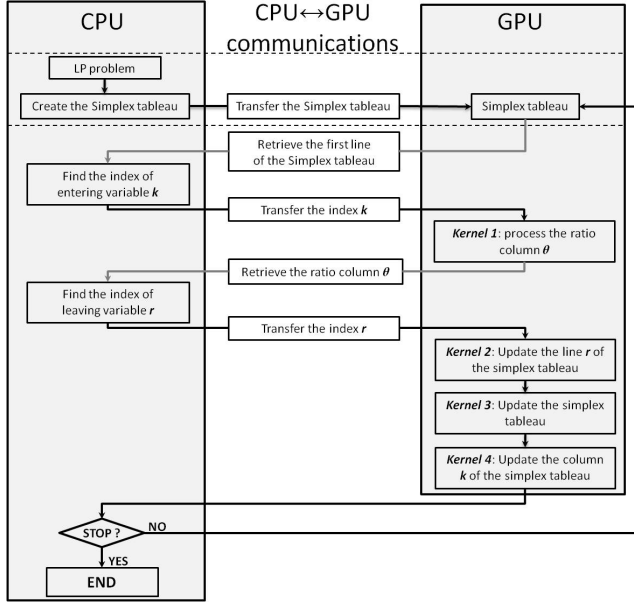 CPU
CPU↔GPU
communications
GPU
LP problem
Create the Simplex tableau
Transfer the Simplex tableau
Simplex tableau
Retrieve the first line
of the Simplex tableau
Find the index of
entering variable k
Transfer the index k
Kernel 1: process the ratio
column θ
Retrieve the ratio column θ
Find the index of
leaving variable r
Transfer the index r
Kernel 2: Update the line r of
the simplex tableau
Kernel 3: Update the simplex
tableau
Kernel 4: Update the column
k of the simplex tableau
STOP ?
NO
YES
END